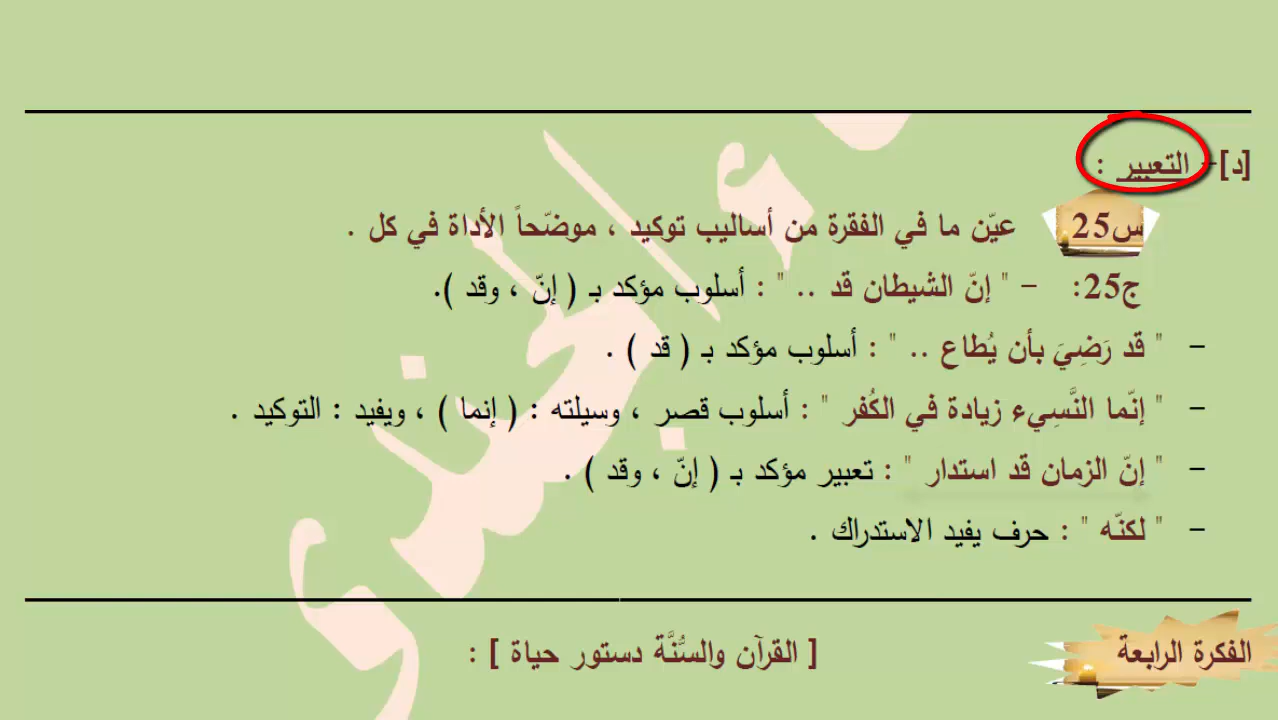 [د]- التعبير :
س25 عيّن ما في الفقرة من أساليب توكيد ، موضّحاً الأداة في كل .
ج25: - " إنّ الشيطان قد .. " : أسلوب مؤكد بـ ( إنّ ، وقد ).
- " قد رَضِيَ بأن يُطاع .. " : أسلوب مؤكد بـ ( قد ) .
- " إنّما النَّسِيء زيادة في الكُفر " : أسلوب قصر ، وسيلته : ( إنما ) ، ويفيد : التوكيد .
- " إنّ الزمان قد استدار " : تعبير مؤكد بـ ( إنّ ، وقد ) .
- " لكنّه " : حرف يفيد الاستدراك .
الفكرة الرابعة [ القرآن والسُّنَّة دستور حياة ] :